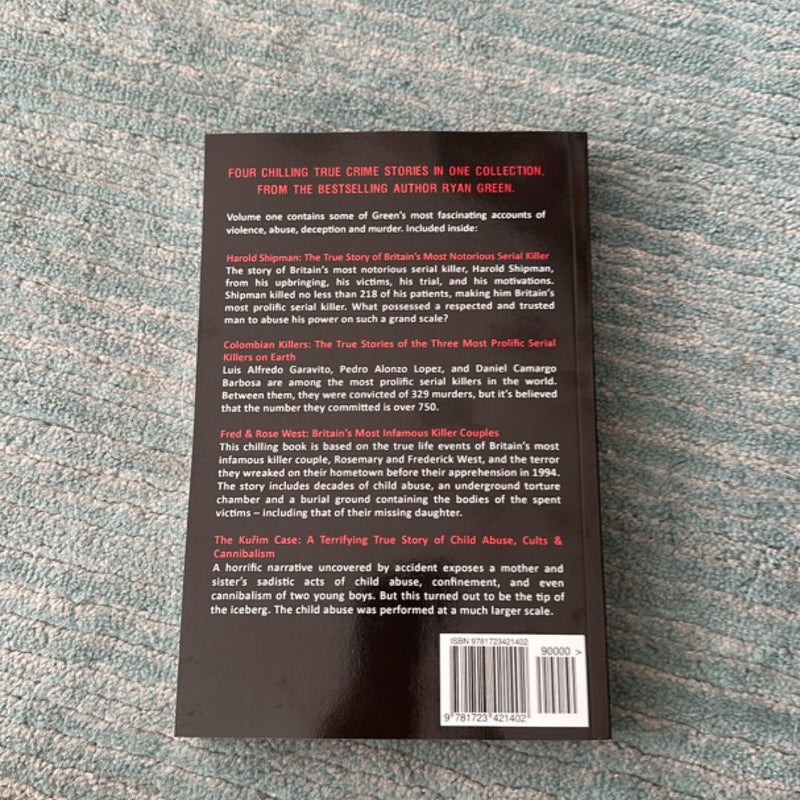 FOUR CHILLING TRUE CRIME STORIES IN ONE COLLECTION,
FROM THE BESTSELLING AUTHOR RYAN GREEN.
Volume one contains some of Green's most fascinating accounts of
violence, abuse, deception and murder. Included inside:
Harold Shipman: The True Story of Britain's Most Notorious Serial Killer
The story of Britain's most notorious serial killer, Harold Shipman,
from his upbringing, his victims, his trial, and his motivations.
Shipman killed no less than 218 of his patients, making him Britain's
most prolific serial killer. What possessed a respected and trusted
man to abuse his power on such a grand scale?
Colombian Killers: The True Stories of the Three Most Prolific Serial
Killers on Earth
Luis Alfredo Garavito, Pedro Alonzo Lopez, and Daniel Camargo
Barbosa are among the most prolific serial killers in the world.
Between them, they were convicted of 329 murders, but it's believed
that the number they committed is over 750.
Fred & Rose West: Britain's Most Infamous Killer Couples
This chilling book is based on the true life events of Britain's most
infamous killer couple, Rosemary and Frederick West, and the terror
they wreaked on their hometown before their apprehension in 1994.
The story includes decades of child abuse, an underground torture
chamber and a burial ground containing the bodies of the spent
victims – including that of their missing daughter.
The Kuřim Case: A Terrifying True Story of Child Abuse, Cults &
Cannibalism
A horrific narrative uncovered by accident exposes a mother and
sister's sadistic acts of child abuse, confinement, and even
cannibalism of two young boys. But this turned out to be the tip of
the iceberg. The child abuse was performed at a much larger scale.
ISBN 9781723421402
90000 >
9 781723 421402